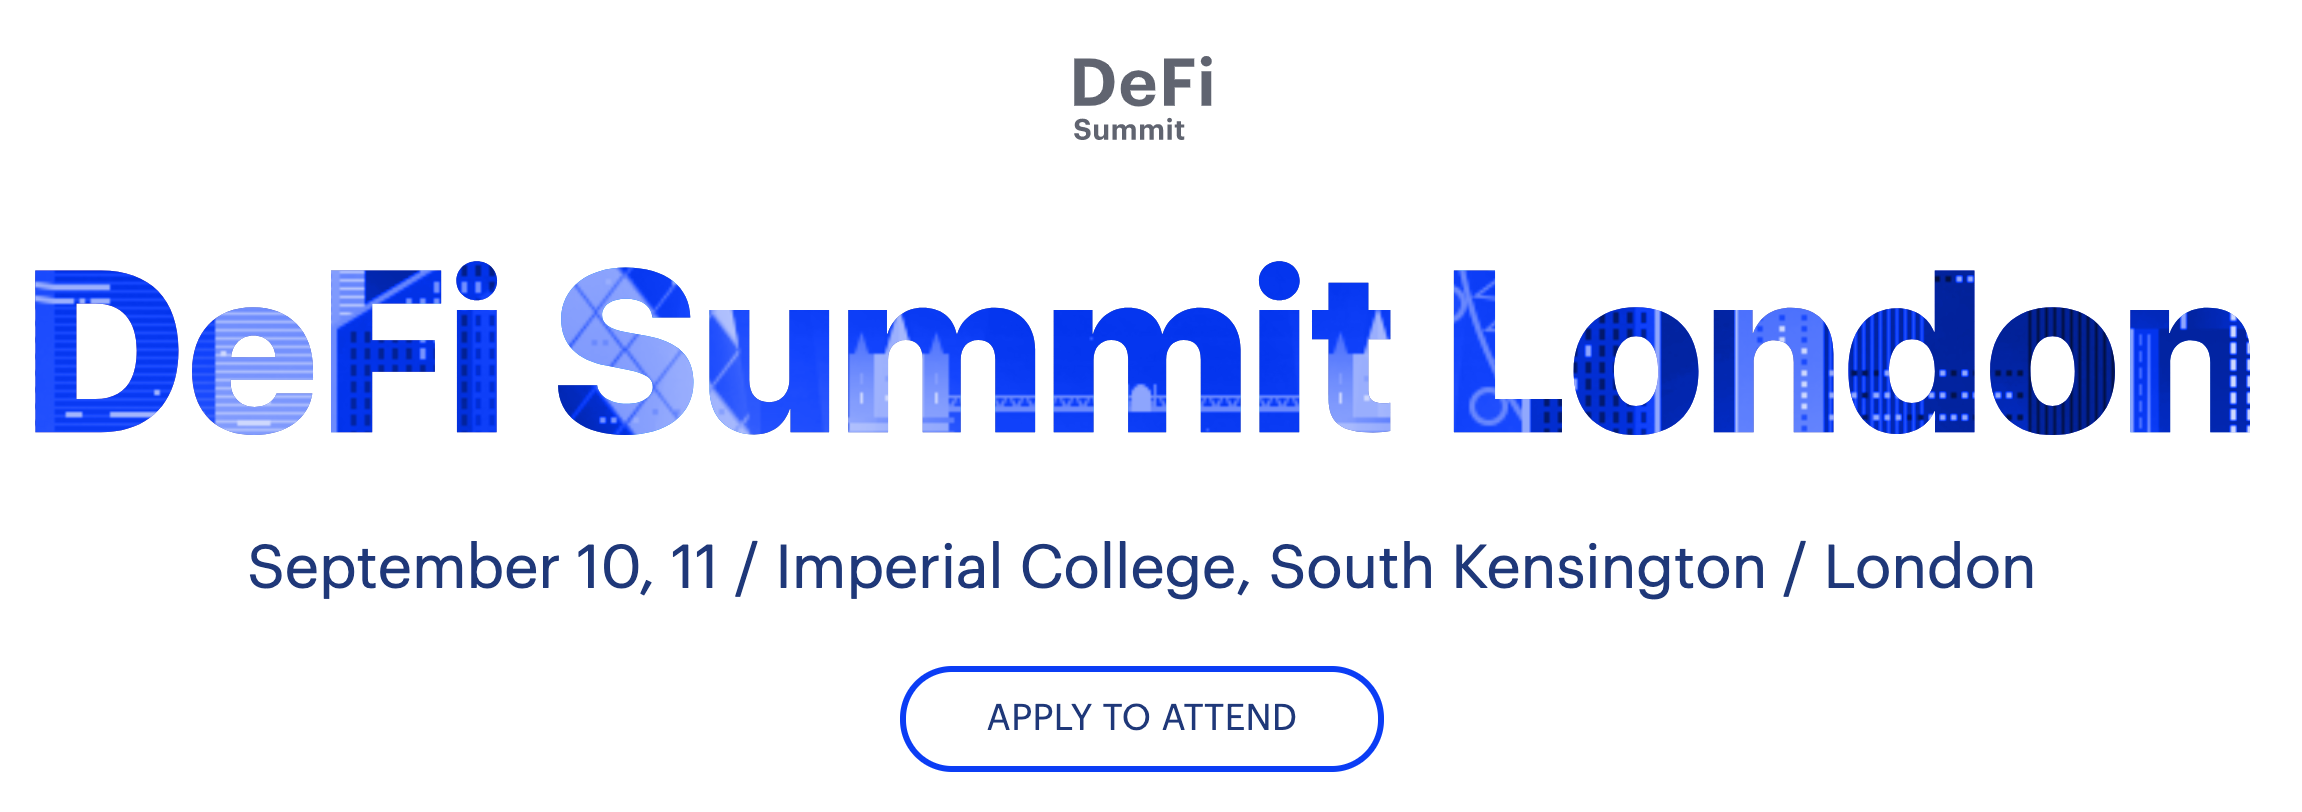 DeFi
Summit
DeFi Summit London
September 10, 11 / Imperial College, South Kensington / London
APPLY TO ATTEND